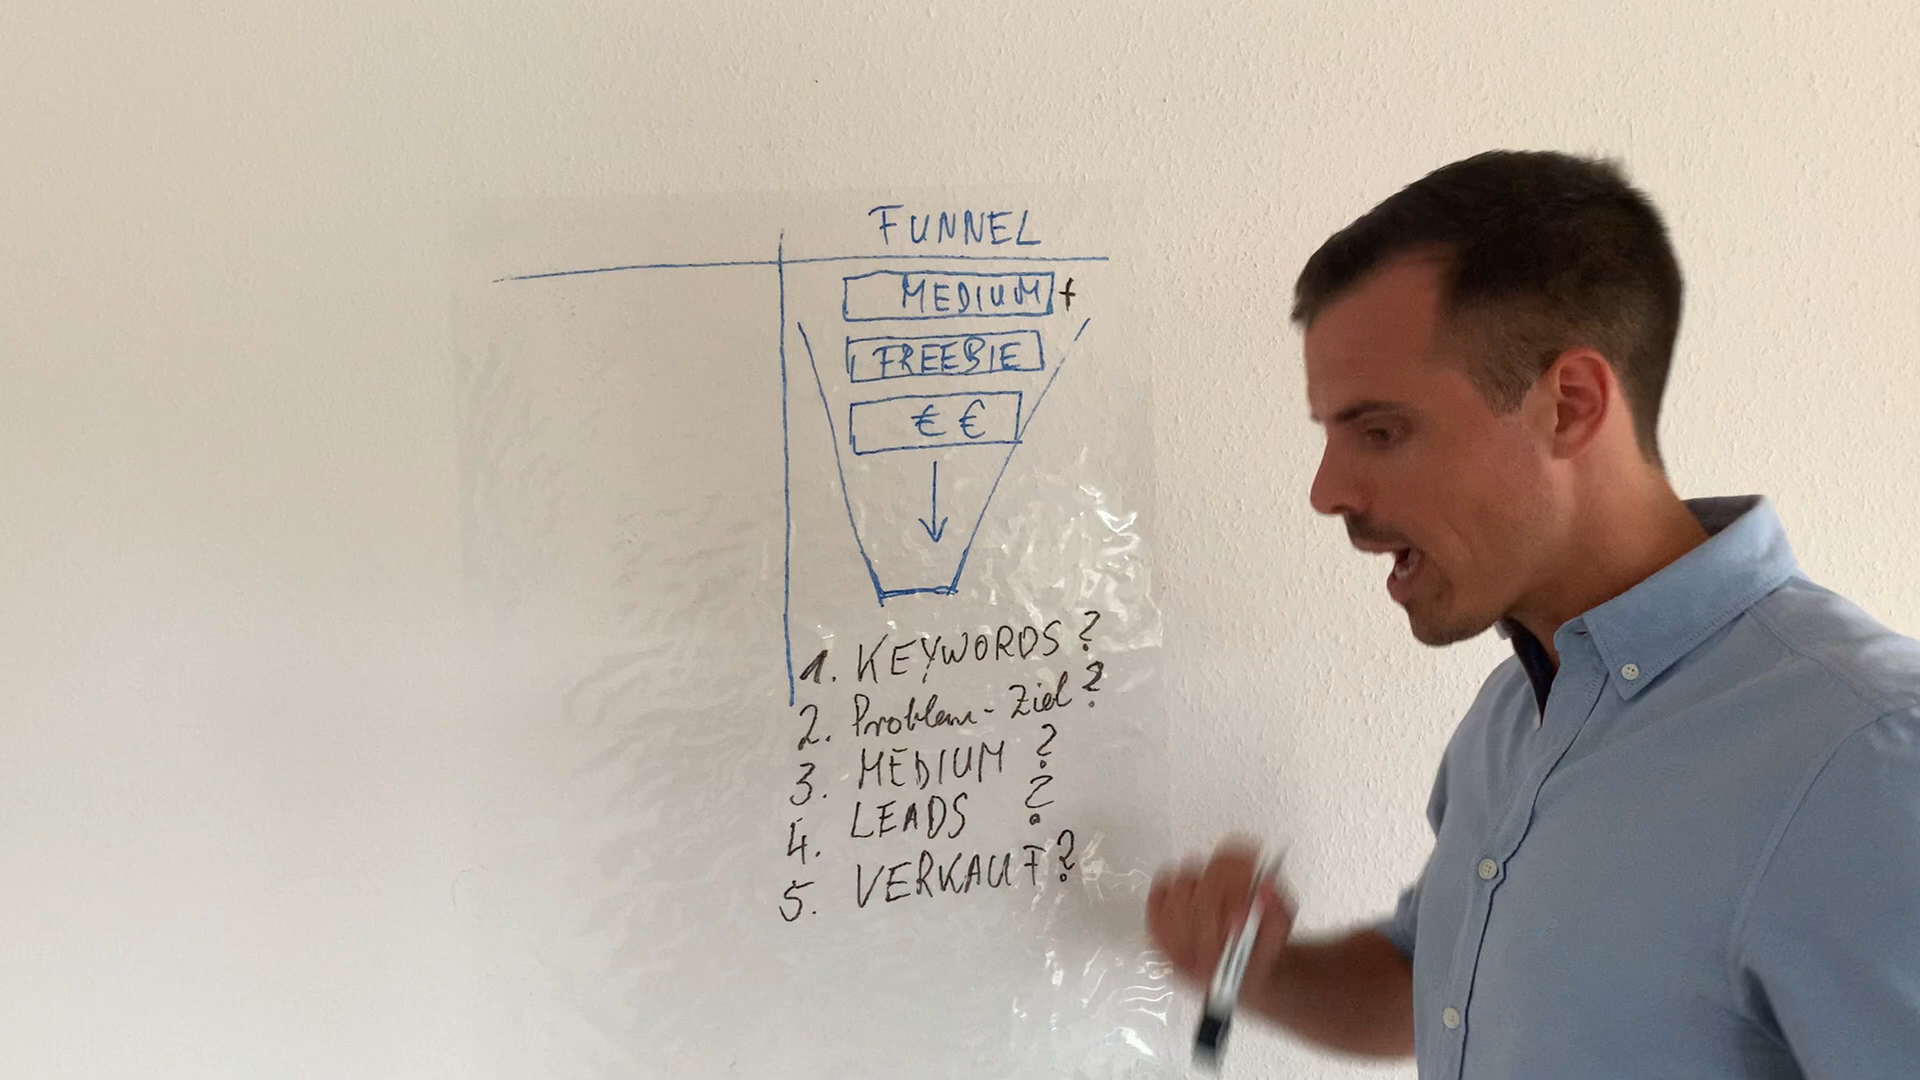 FUNNEL
MEDIUM +
FREEBIE
€ €
1. KEYWORDS?
2. Problem-Ziel?
3. MEDIUM ?
4. LEADS ?
5. VERKAUF?